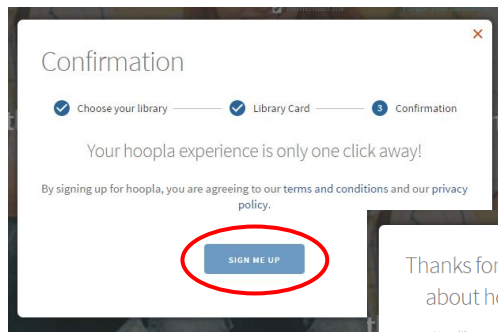 Confirmation
Choose your library
Library Card
3 Confirmation
Your hoopla experience is only one click away!
By signing up for hoopla, you are agreeing to our terms and conditions and our privacy
policy.
SIGN ME UP
Thanks for
about